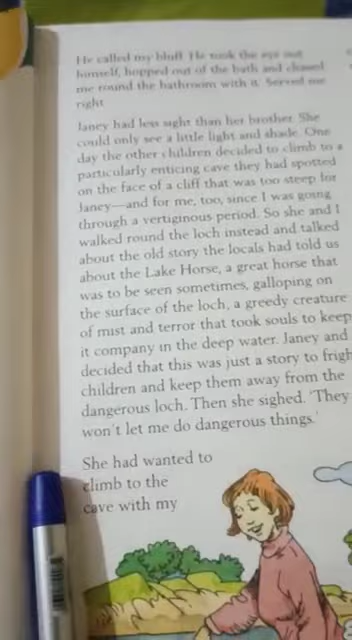 He called my bluff. He took the eye out
himself, hopped out of the bath and chased
me round the bathroom with it. Served me
right.
Janey had less sight than her brother. She
could only see a little light and shade. One
day the other children decided to climb to a
particularly enticing cave they had spotted
on the face of a cliff that was too steep for
Janey—and for me, too, since I was going
through a vertiginous period. So she and I
walked round the loch instead and talked
about the old story the locals had told us
about the Lake Horse, a great horse that
was to be seen sometimes, galloping on
the surface of the loch, a greedy creature
of mist and terror that took souls to keep
it company in the deep water. Janey and
decided that this was just a story to frigh
children and keep them away from the
dangerous loch. Then she sighed. 'They
won't let me do dangerous things.'
She had wanted to
climb to the
cave with my